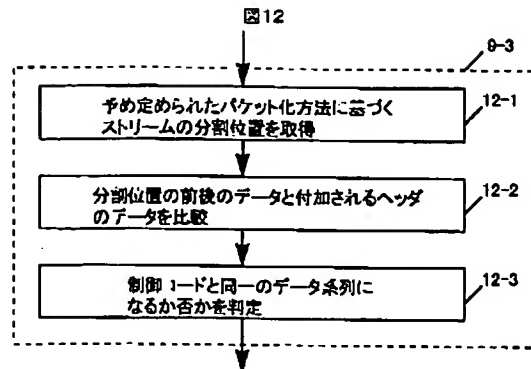 図12
9-3
予め定められたパケット化方法に基づく
ストリームの分割位置を取得
12-1
分割位置の前後のデータと付加されるヘッダ
のデータを比較
12-2
制御コードと同一のデータ系列に
なるか否かを判定
12-3